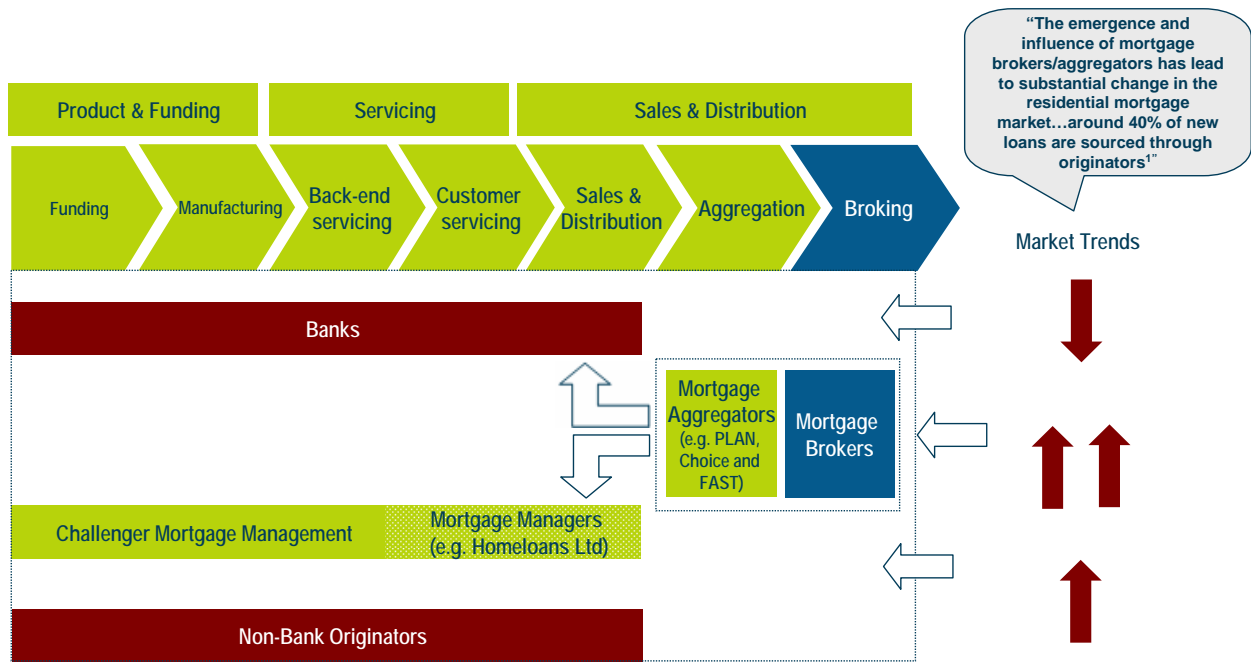 “The emergence and
influence of mortgage
brokers/aggregators has lead
to substantial change in the
residential mortgage
market…around 40% of new
loans are sourced through
originators¹”
Product & Funding
Servicing
Sales & Distribution
Funding
Manufacturing
Back-end
servicing
Customer
servicing
Sales &
Distribution
Aggregation
Broking
Market Trends
Banks
Mortgage
Aggregators
(e.g. PLAN,
Choice and
FAST)
Mortgage
Brokers
Challenger Mortgage Management
Mortgage Managers
(e.g. Homeloans Ltd)
Non-Bank Originators